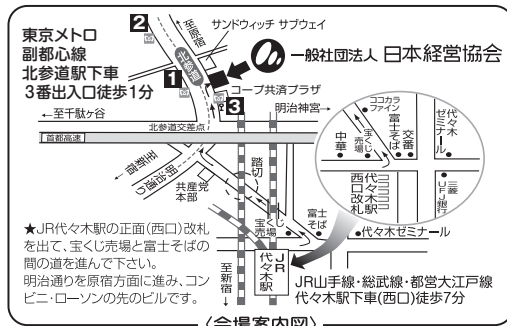 東京メトロ
副都心線
北参道駅下車
3番出入口徒歩1分
2
至原宿
サンドウィッチ サブウェイ
北参道
1
一般社団法人 日本経営協会
3
コープ共済プラザ
←至千駄ヶ谷
明治神宮→
北参道交差点
首都高速
至新宿
明治通り
共産党
本部
踏切
ココカラ
ファイン
宝くじ
売場
富士そば
交番
代々木
ゼミナール
中華
代々木駅
西口改札
三菱
UFJ銀行
★JR代々木駅の正面(西口)改札
を出て、宝くじ売場と富士そばの
間の道を進んで下さい。
明治通りを原宿方面に進み、コン
ビニ・ローソンの先のビルです。
宝くじ
売場
富士
そば
代々木ゼミナール
至新宿
JR
代々木駅
JR山手線・総武線・都営大江戸線
代々木駅下車(西口)徒歩7分
〈会場案内図〉